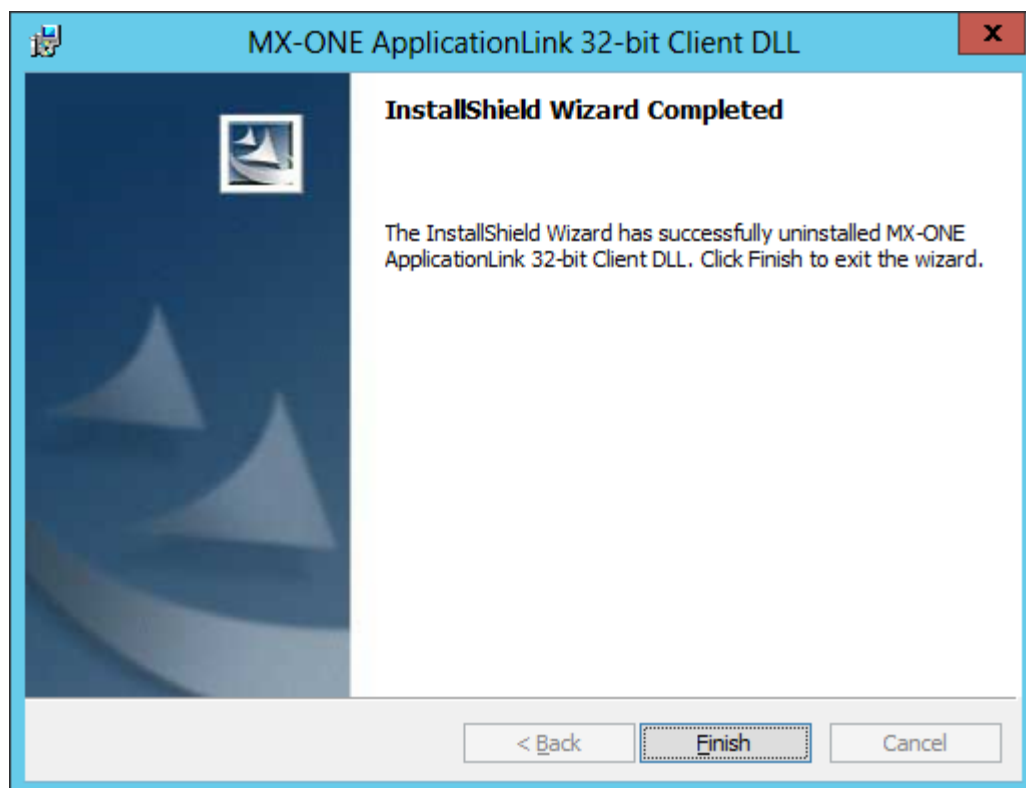 MX-ONE ApplicationLink 32-bit Client DLL
x
InstallShield Wizard Completed
The InstallShield Wizard has successfully uninstalled MX-ONE
ApplicationLink 32-bit Client DLL. Click Finish to exit the wizard.
< Back
Finish
Cancel